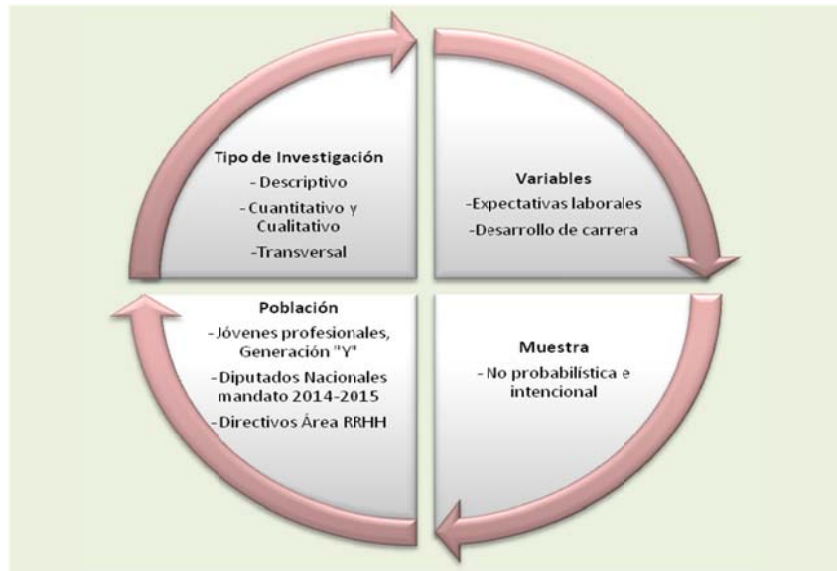 Tipo de Investigación
- Descriptivo
- Cuantitativo y
Cualitativo
- Transversal
Variables
-Expectativas laborales
-Desarrollo de carrera
Población
-Jóvenes profesionales,
Generación "Y"
-Diputados Nacionales
mandato 2014-2015
-Directivos Área RRHH
Muestra
-No probabilística e
intencional